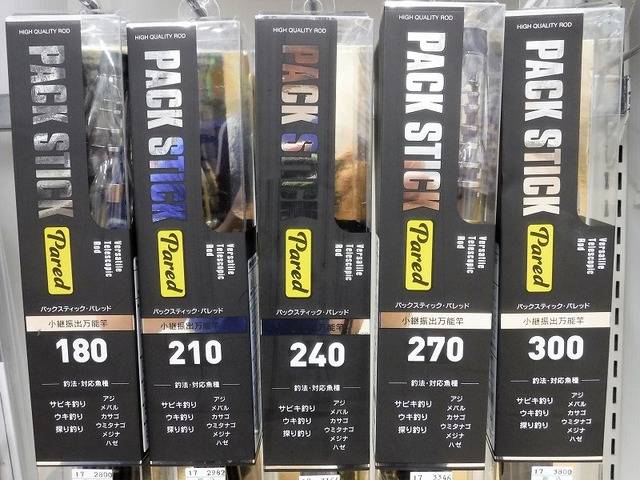 HIGH QUALITY ROD
PACK STICK
Pared
Versatile
Telescopic
Rod
パックスティック・パレッド
小継振出万能竿
180
釣法・対応魚種
サビキ釣り
ウキ釣り
探り釣り
アジ
メバル
カサゴ
ウミタナゴ
メジナ
ハゼ
17 2800
HIGH QUALITY ROD
PACK STICK
Pared
Versatile
Telescopic
Rod
パックスティック・パレッド
小継振出万能竿
210
釣法・対応魚種
サビキ釣り
ウキ釣り
探り釣り
アジ
メバル
カサゴ
ウミタナゴ
メジナ
ハゼ
17 2982
HIGH QUALITY ROD
PACK STICK
Pared
Versatile
Telescopic
Rod
パックスティック・パレッド
小継振出万能竿
240
釣法・対応魚種
サビキ釣り
ウキ釣り
探り釣り
アジ
メバル
カサゴ
ウミタナゴ
メジナ
ハゼ
HIGH QUALITY ROD
PACK STICK
Pared
Versatile
Telescopic
Rod
パックスティック・パレッド
小継振出万能竿
270
釣法・対応魚種
サビキ釣り
ウキ釣り
探り釣り
アジ
メバル
カサゴ
ウミタナゴ
メジナ
ハゼ
17 3346
HIGH QUALITY ROD
PACK STICK
Pared
Versatile
Telescopic
Rod
パックスティック・パレッド
小継振出万能竿
300
釣法・対応魚種
サビキ釣り
ウキ釣り
探り釣り
アジ
メバル
カサゴ
ウミタナゴ
メジナ
ハゼ
17 3800